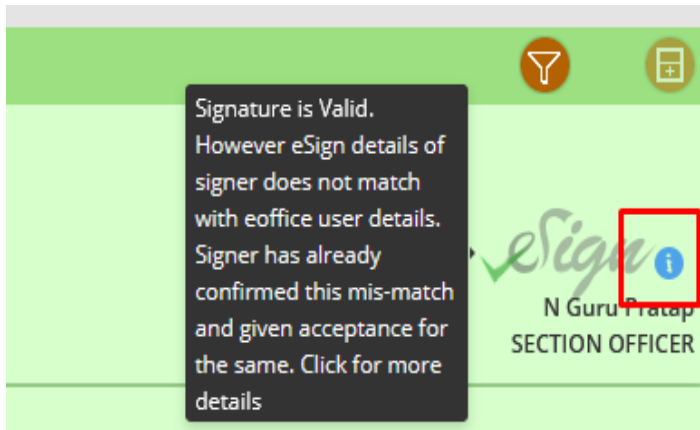 Signature is Valid.
However eSign details of
signer does not match
with eoffice user details.
Signer has already
confirmed this mis-match
and given acceptance for
the same. Click for more
details
eSign
i
N Guru Pratap
SECTION OFFICER